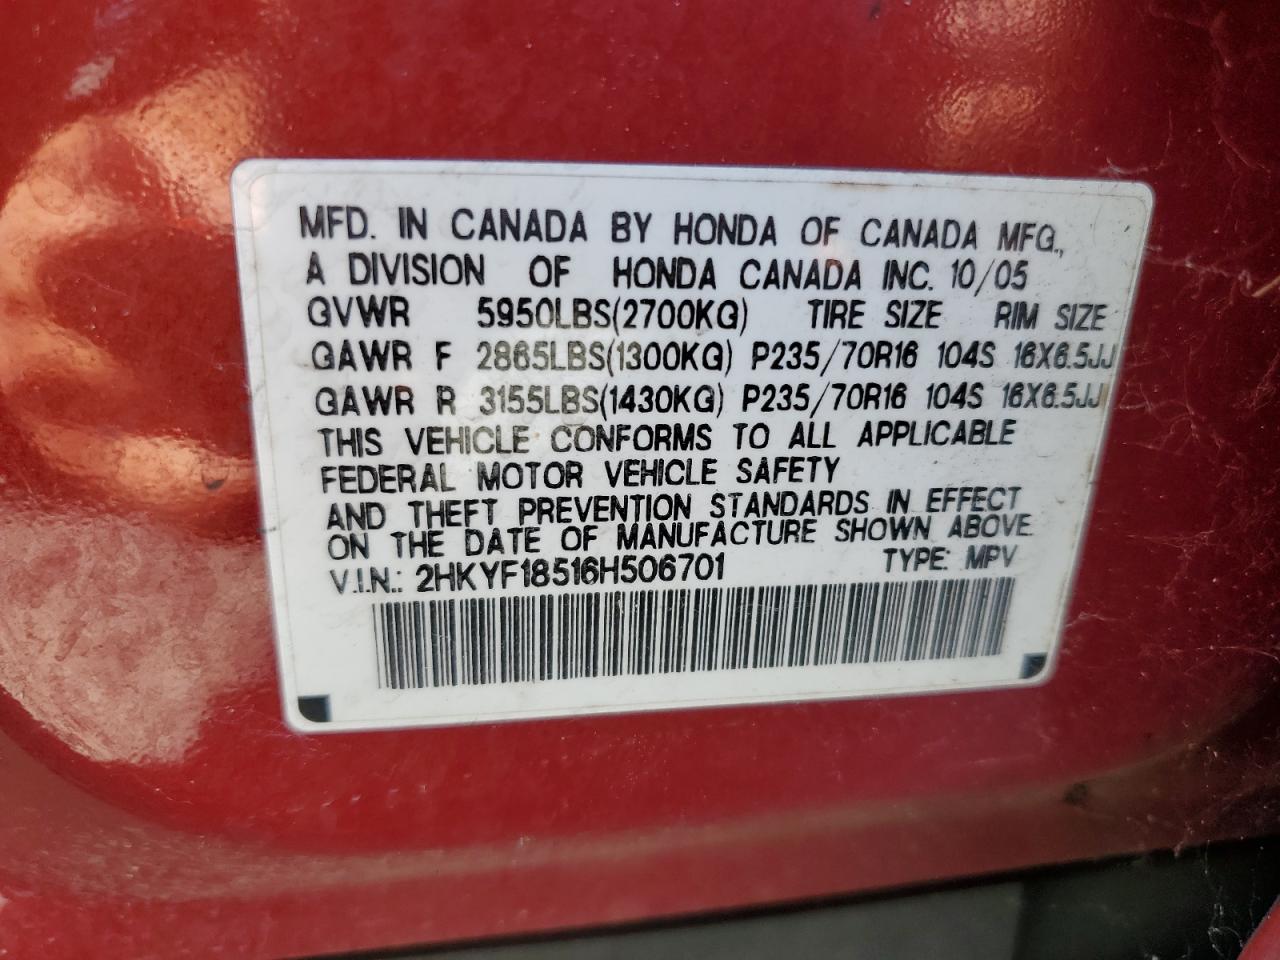 MFD. IN CANADA BY HONDA OF CANADA MFG.,
A DIVISION OF HONDA CANADA INC. 10/05
GVWR 5950LBS(2700KG) TIRE SIZE RIM SIZE
GAWR F 2865LBS(1300KG) P235/70R16 104S 16X6.5JJ
GAWR R 3155LBS(1430KG) P235/70R16 104S 16X6.5JJ
THIS VEHICLE CONFORMS TO ALL APPLICABLE
FEDERAL MOTOR VEHICLE SAFETY
AND THEFT PREVENTION STANDARDS IN EFFECT
ON THE DATE OF MANUFACTURE SHOWN ABOVE
V.I.N.: 2HKYF18516H506701 TYPE: MPV